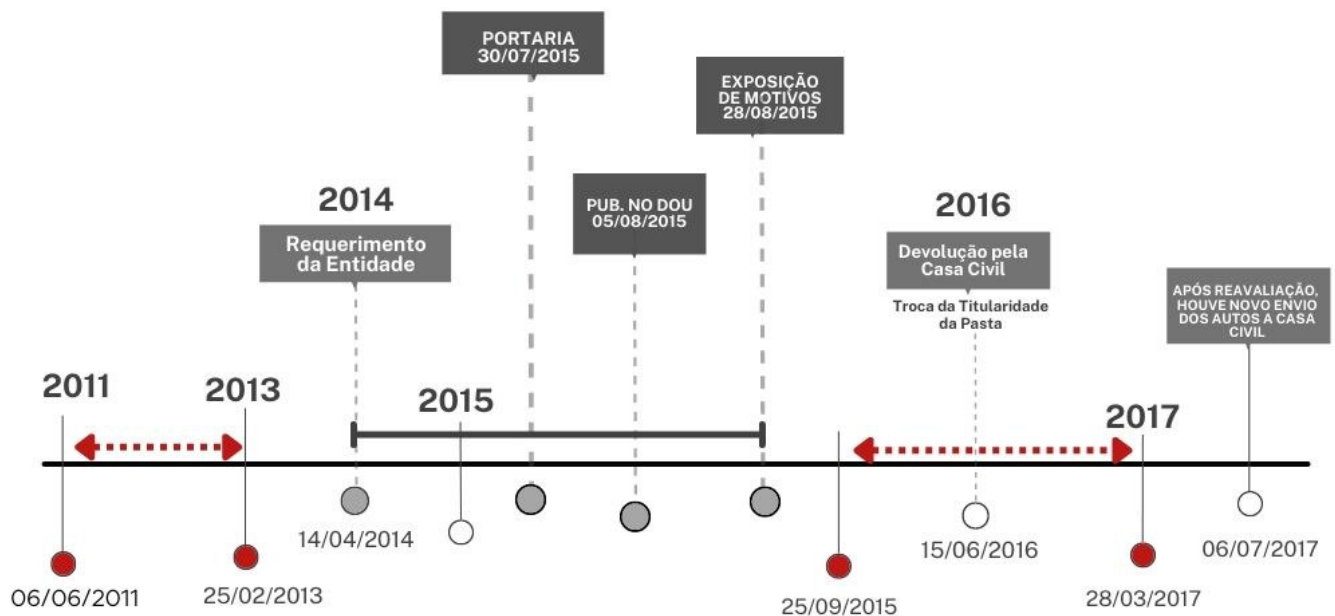 PORTARIA
30/07/2015
EXPOSIÇÃO
DE MOTIVOS
28/08/2015
2014
Requerimento
da Entidade
PUB. NO DOU
05/08/2015
2016
Devolução pela
Casa Civil
Troca da Titularidade
da Pasta
APÓS REAVALIAÇÃO,
HOUVE NOVO ENVIO
DOS AUTOS A CASA
CIVIL
2011
2013
2015
2017
14/04/2014
15/06/2016
06/07/2017
06/06/2011
25/02/2013
25/09/2015
28/03/2017